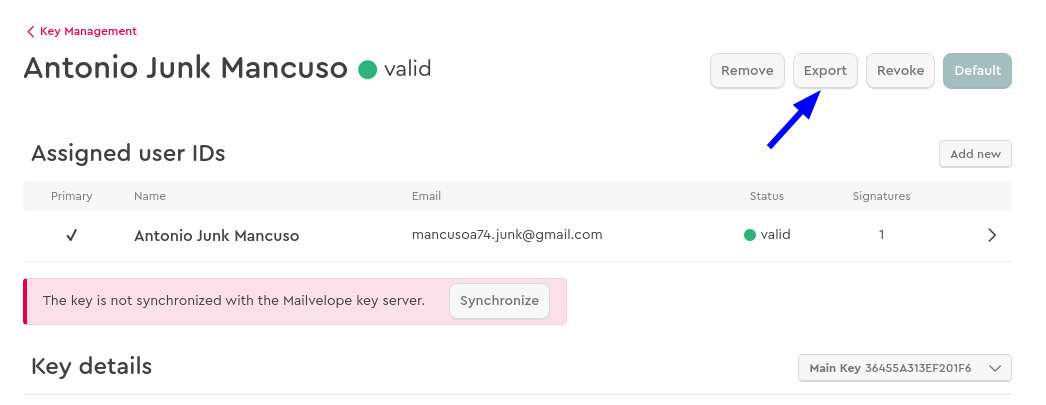 Key Management
Antonio Junk Mancuso valid
Remove Export Revoke Default
Assigned user IDs
Add new
Primary Name Email Status Signatures
Antonio Junk Mancuso mancusoa74.junk@gmail.com valid 1
The key is not synchronized with the Mailvelope key server. Synchronize
Key details
Main Key 36455A313EF201F6